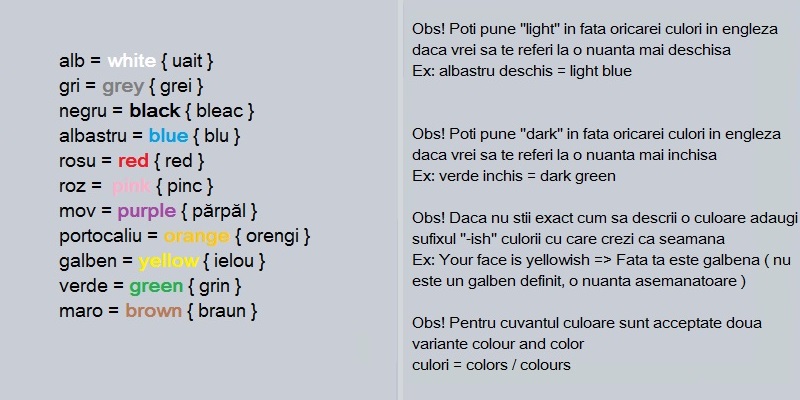 alb = white { uait }
gri = grey { grei }
negru = black { bleac }
albastru = blue { blu }
rosu = red { red }
roz = pink { pinc }
mov = purple { părpăl }
portocaliu = orange { orengi }
galben = yellow { ielou }
verde = green { grin }
maro = brown { braun }
Obs! Poti pune "light" in fata oricarei culori in engleza
daca vrei sa te referi la o nuanta mai deschisa
Ex: albastru deschis = light blue
Obs! Poti pune "dark" in fata oricarei culori in engleza
daca vrei sa te referi la o nuanta mai inchisa
Ex: verde inchis = dark green
Obs! Daca nu stii exact cum sa descrii o culoare adaugi
sufixul "-ish" culorii cu care crezi ca seamana
Ex: Your face is yellowish => Fata ta este galbena ( nu
este un galben definit, o nuanta asemanatoare )
Obs! Pentru cuvantul culoare sunt acceptate doua
variante colour and color
culori = colors / colours